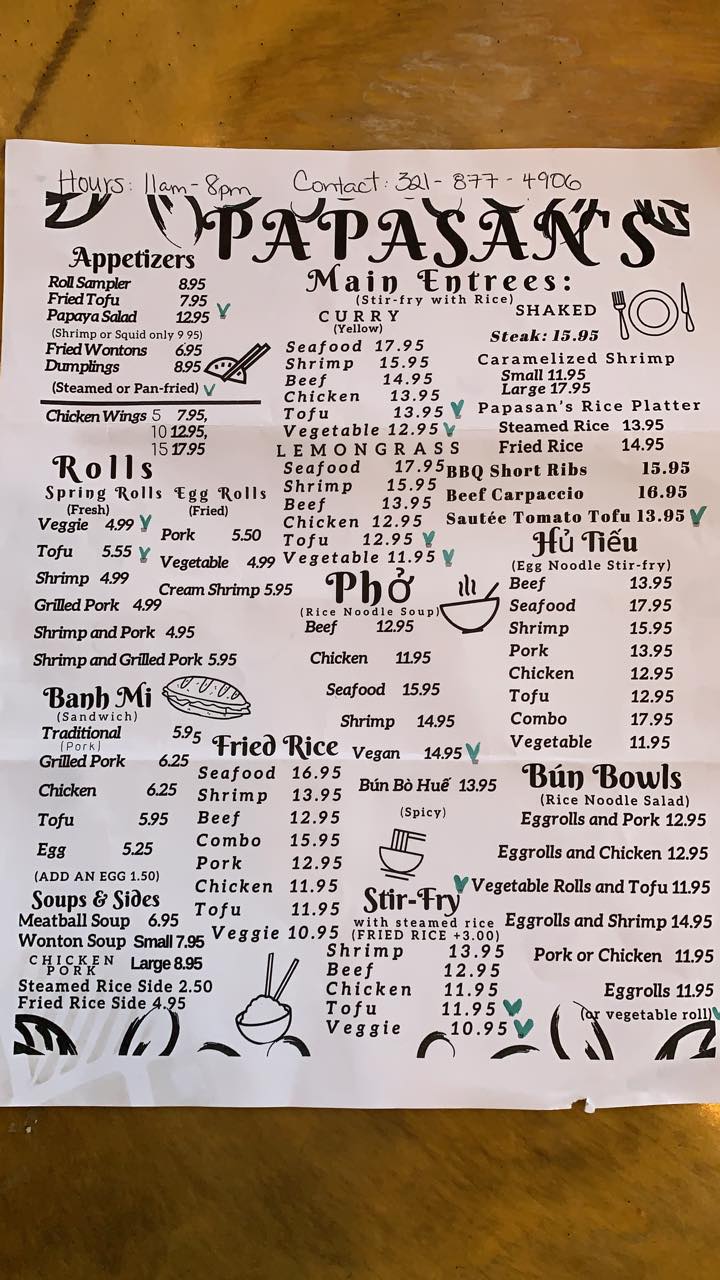 Hours: 11am-8pm Contact: 321-877-4906
PAPASAN'S
Appetizers
Roll Sampler 8.95
Fried Tofu 7.95
Papaya Salad 12.95 V
(Shrimp or Squid only 9 95)
Fried Wontons 6.95
Dumplings 8.95
(Steamed or Pan-fried) V
Chicken Wings 5 7.95,
10 12.95,
15 17.95
Rolls
Spring Rolls
(Fresh)
Veggie 4.99 V
Tofu 5.55 V
Shrimp 4.99
Grilled Pork 4.99
Shrimp and Pork 4.95
Shrimp and Grilled Pork 5.95
Egg Rolls
(Fried)
Pork 5.50
Vegetable 4.99
Cream Shrimp 5.95
Banh Mi
(Sandwich)
Traditional 5.95
(Pork)
Grilled Pork 6.25
Chicken 6.25
Tofu 5.95
Egg 5.25
(ADD AN EGG 1.50)
Soups & Sides
Meatball Soup 6.95
Wonton Soup Small 7.95
CHICKEN
PORK
Large 8.95
Steamed Rice Side 2.50
Fried Rice Side 4.95
Main Entrees:
(Stir-fry with Rice)
CURRY
(Yellow)
Seafood 17.95
Shrimp 15.95
Beef 14.95
Chicken 13.95
Tofu 13.95 V
Vegetable 12.95 V
LEMONGRASS
Seafood 17.95
Shrimp 15.95
Beef 13.95
Chicken 12.95
Tofu 12.95 V
Vegetable 11.95 V
SHAKED
Steak: 15.95
Caramelized Shrimp
Small 11.95
Large 17.95
Papasan's Rice Platter
Steamed Rice 13.95
Fried Rice 14.95
BBQ Short Ribs 15.95
Beef Carpaccio 16.95
Sautée Tomato Tofu 13.95 V
Phở
(Rice Noodle Soup)
Beef 12.95
Chicken 11.95
Seafood 15.95
Shrimp 14.95
Vegan 14.95 V
Bún Bò Huế 13.95
(Spicy)
Hủ Tiếu
(Egg Noodle Stir-fry)
Beef 13.95
Seafood 17.95
Shrimp 15.95
Pork 13.95
Chicken 12.95
Tofu 12.95
Combo 17.95
Vegetable 11.95
Fried Rice
Seafood 16.95
Shrimp 13.95
Beef 12.95
Combo 15.95
Pork 12.95
Chicken 11.95
Tofu 11.95
Veggie 10.95
Stir-Fry
with steamed rice
(FRIED RICE +3.00)
Shrimp 13.95
Beef 12.95
Chicken 11.95
Tofu 11.95 V
Veggie 10.95 V
Bún Bowls
(Rice Noodle Salad)
Eggrolls and Pork 12.95
Eggrolls and Chicken 12.95
V Vegetable Rolls and Tofu 11.95
Eggrolls and Shrimp 14.95
Pork or Chicken 11.95
Eggrolls 11.95
(or vegetable roll) V